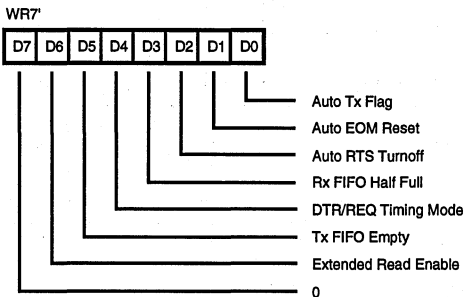 WR7'
D7 D6 D5 D4 D3 D2 D1 D0
Auto Tx Flag
Auto EOM Reset
Auto RTS Turnoff
Rx FIFO Half Full
DTR/REQ Timing Mode
Tx FIFO Empty
Extended Read Enable
0